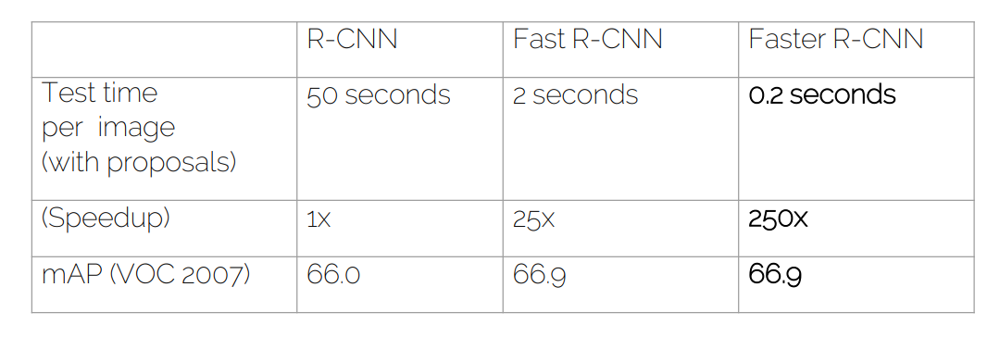 R-CNN Fast R-CNN Faster R-CNN
Test time 50 seconds 2 seconds 0.2 seconds
per image
(with proposals)
(Speedup) 1x 25x 250x
mAP (VOC 2007) 66.0 66.9 66.9